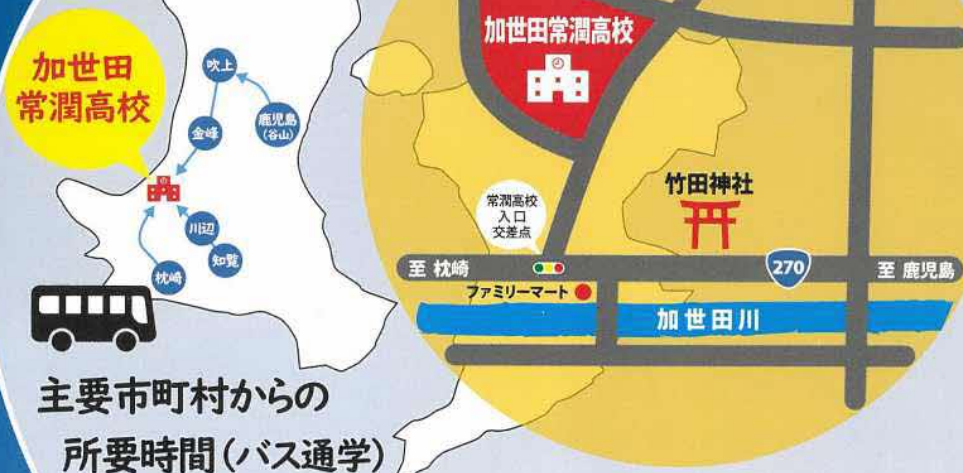 加世田
常潤高校
吹上
鹿児島
(谷山)
金峰
川辺
知覧
枕崎
主要市町村からの
所要時間(バス通学)
加世田常潤高校
竹田神社
常潤高校
入口
交差点
至 枕崎
270
至 鹿児島
ファミリーマート
加世田川